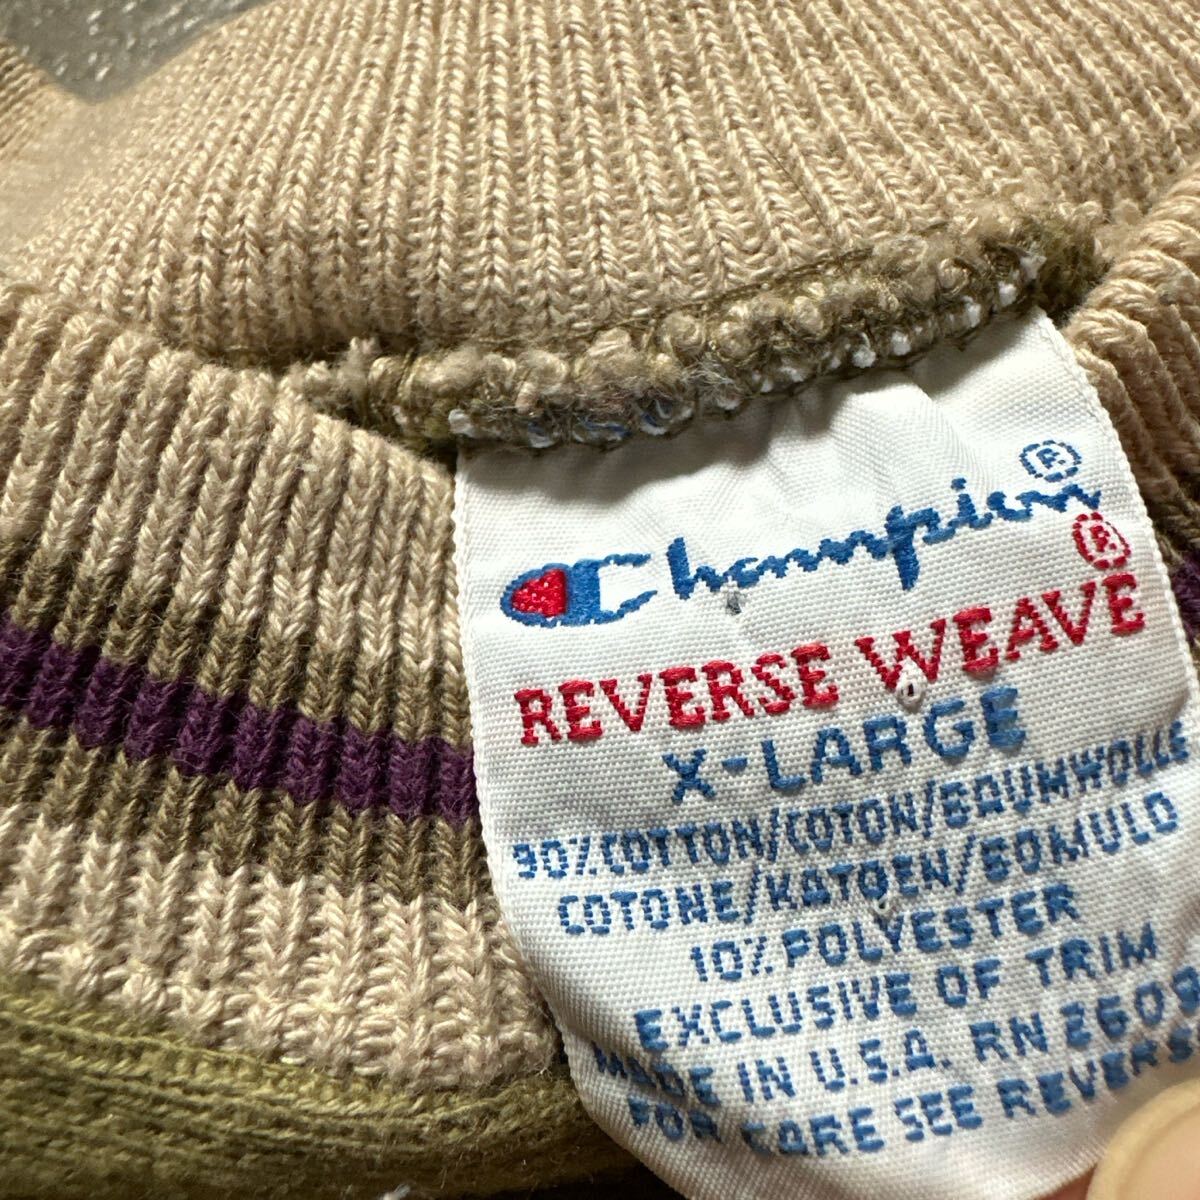 Champion®
REVERSE WEAVE®
X-LARGE
90% COTTON/COTON/BAUMWOLLE
COTONE/KATOEN/BOMULD
10% POLYESTER
EXCLUSIVE OF TRIM
MADE IN U.S.A. RN 26094
FOR CARE SEE REVERSE